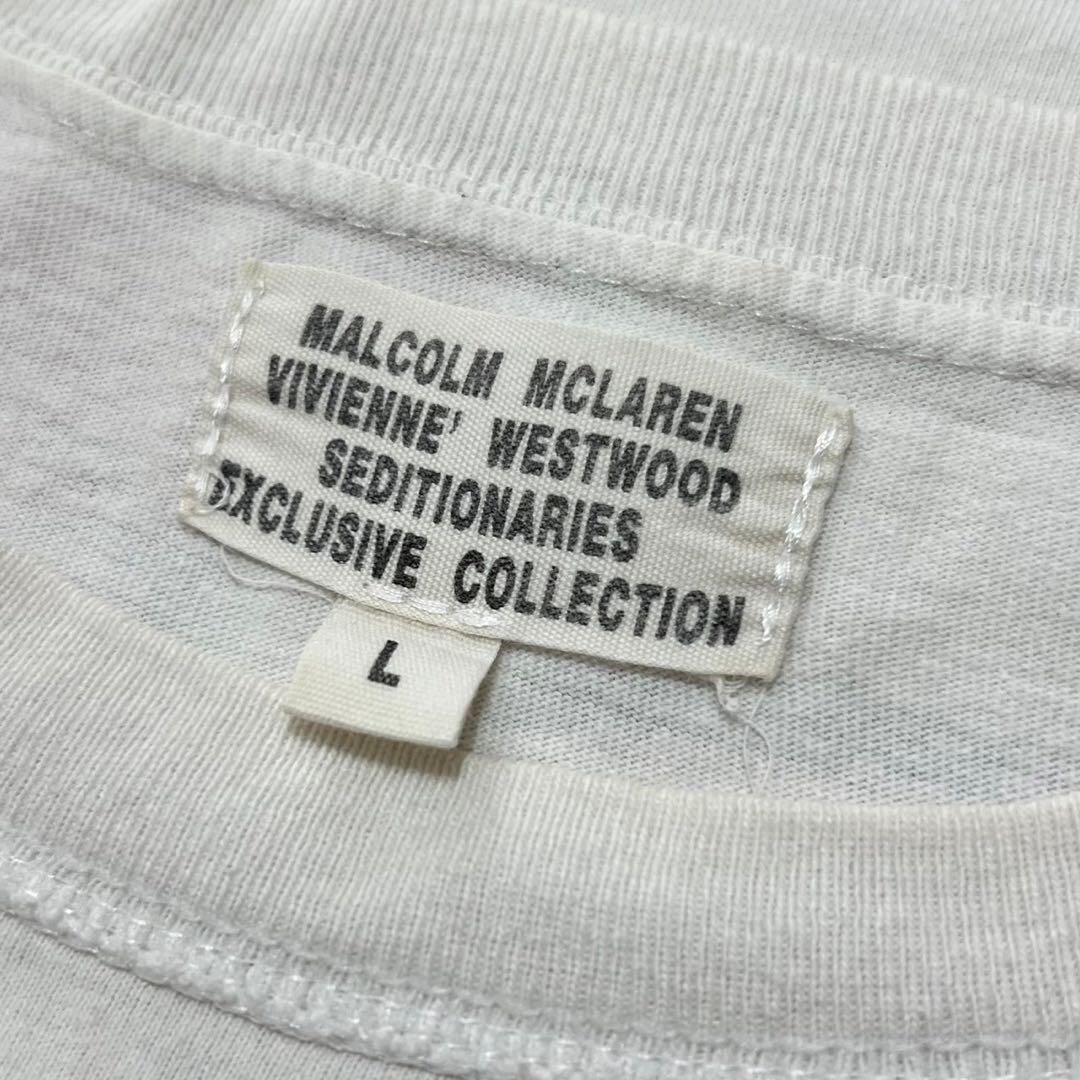 MALCOLM MCLAREN
VIVIENNE' WESTWOOD
SEDITIONARIES
EXCLUSIVE COLLECTION
L